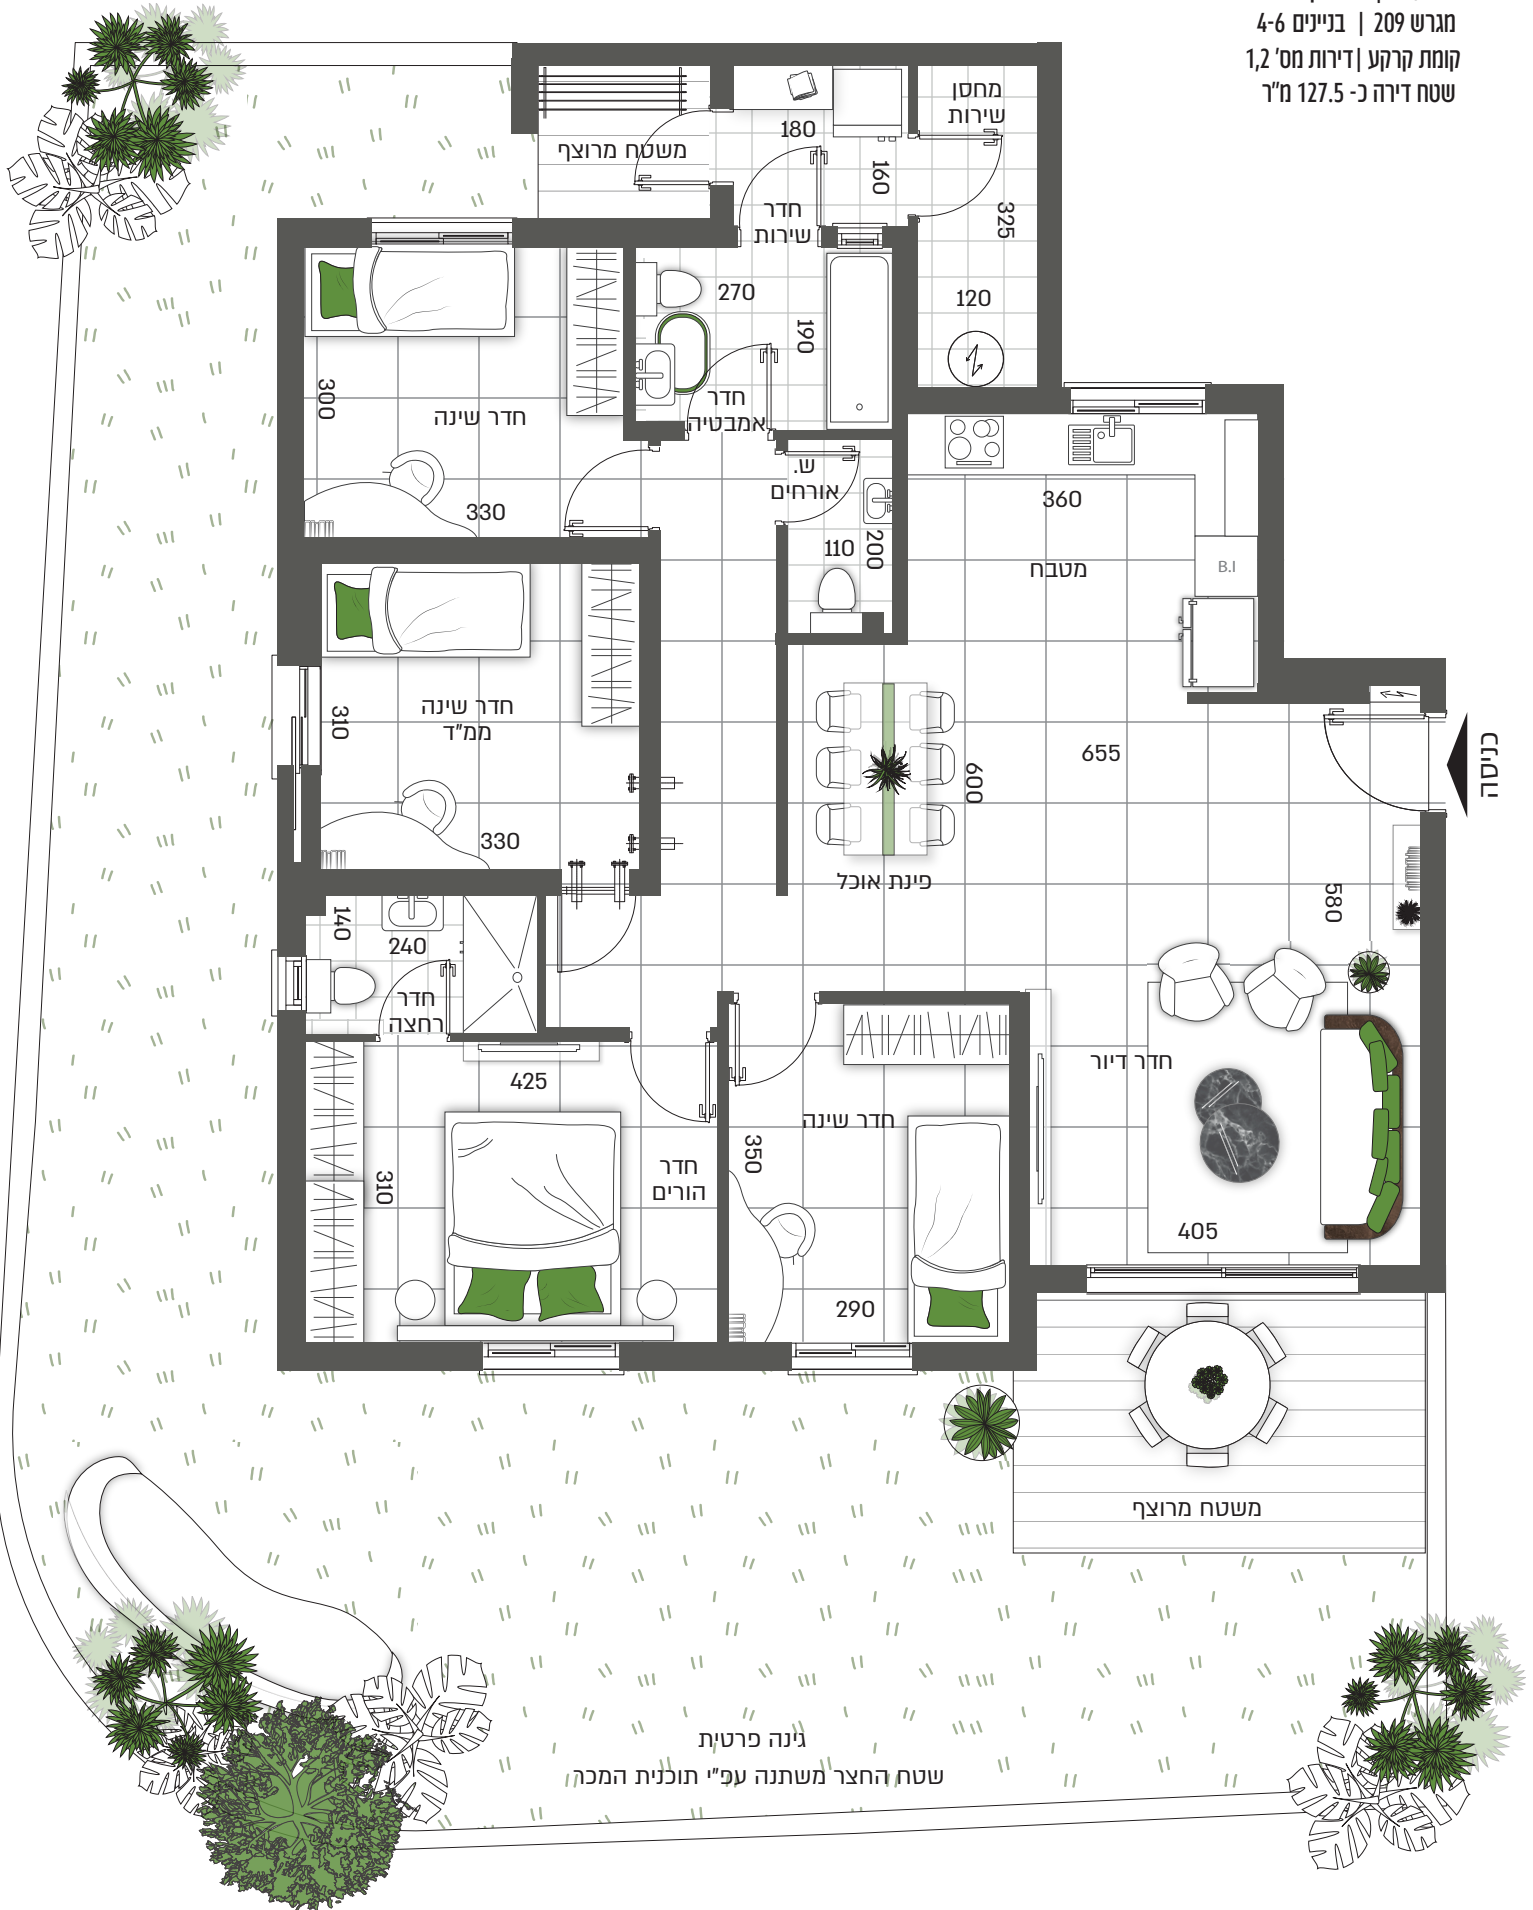 מגרש 209 | בניינים 4-6
קומת קרקע | דירות מס' 1,2
שטח דירה כ- 127.5 מ"ר
מחסן
שירות
180
משטח מרוצף
160
חדר
שירות
325
270
120
190
300
חדר שינה
חדר
אמבטיה
ש.
אורחים
330
360
110
200
מטבח
B.I
חדר שינה
ממ"ד
310
655
כניסה
600
330
פינת אוכל
580
140
240
חדר
רחצה
חדר דיור
425
חדר שינה
350
חדר
הורים
310
405
290
משטח מרוצף
גינה פרטית
שטח החצר משתנה עפ"י תוכנית המכר